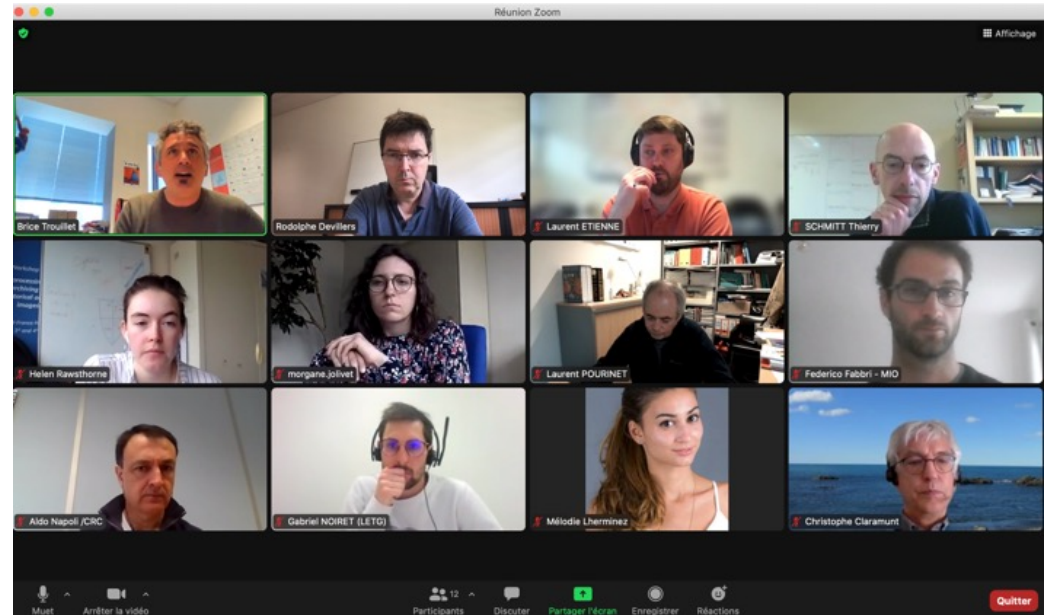 Réunion Zoom
Affichage
Brice Trouillet
Rodolphe Devillers
Laurent ETIENNE
SCHMITT Thierry
Helen Rawsthorne
morgane.jolivet
Laurent POURINET
Federico Fabbri - MIO
Aldo Napoli /CRC
Gabriel NOIRET (LETG)
Mélodie Lherminez
Christophe Claramunt
Muet
Arrêter la vidéo
12
Participants
Discuter
Partager l'écran
Enregistrer
Réactions
Quitter